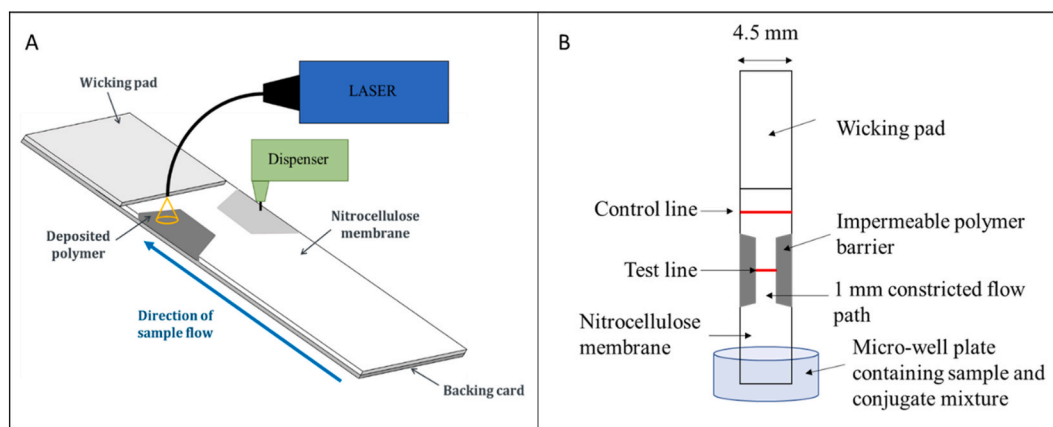 A
Wicking pad
LASER
Dispenser
Nitrocellulose
membrane
Deposited
polymer
Direction of
sample flow
Backing card
B
4.5 mm
Wicking pad
Control line
Impermeable polymer
barrier
Test line
1 mm constricted flow
path
Nitrocellulose
membrane
Micro-well plate
containing sample and
conjugate mixture